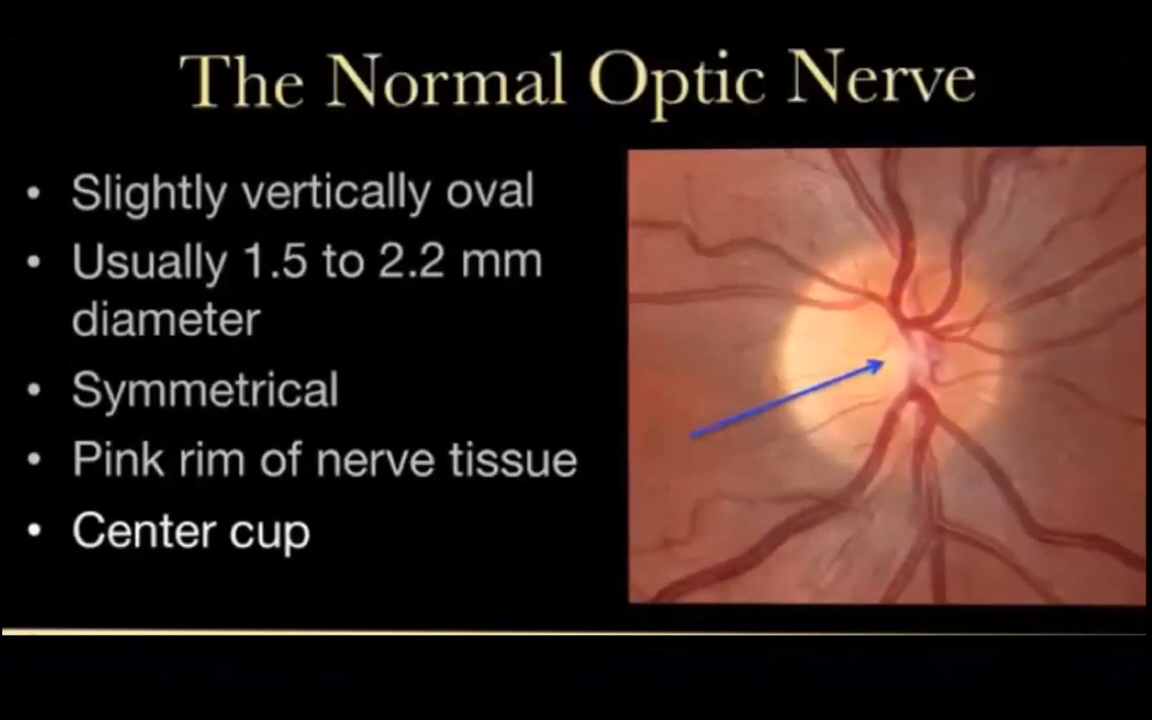 The Normal Optic Nerve
• Slightly vertically oval
• Usually 1.5 to 2.2 mm
diameter
• Symmetrical
• Pink rim of nerve tissue
• Center cup